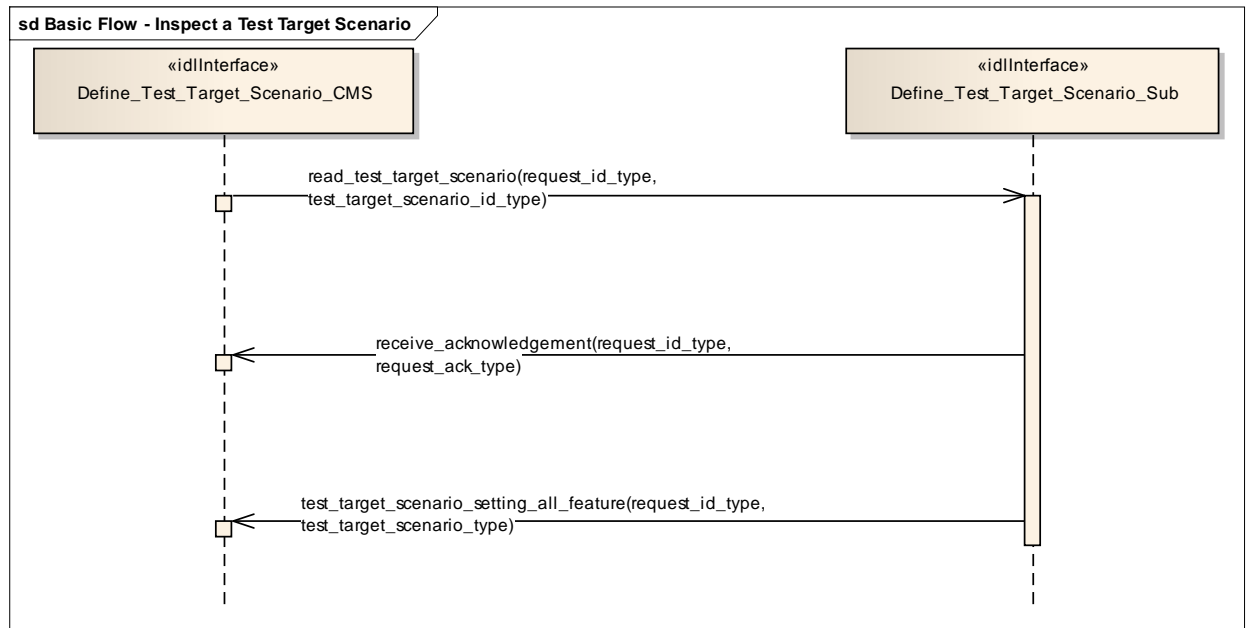 sd Basic Flow - Inspect a Test Target Scenario
«idlInterface»
Define_Test_Target_Scenario_CMS
«idlInterface»
Define_Test_Target_Scenario_Sub
read_test_target_scenario(request_id_type,
test_target_scenario_id_type)
receive_acknowledgement(request_id_type,
request_ack_type)
test_target_scenario_setting_all_feature(request_id_type,
test_target_scenario_type)